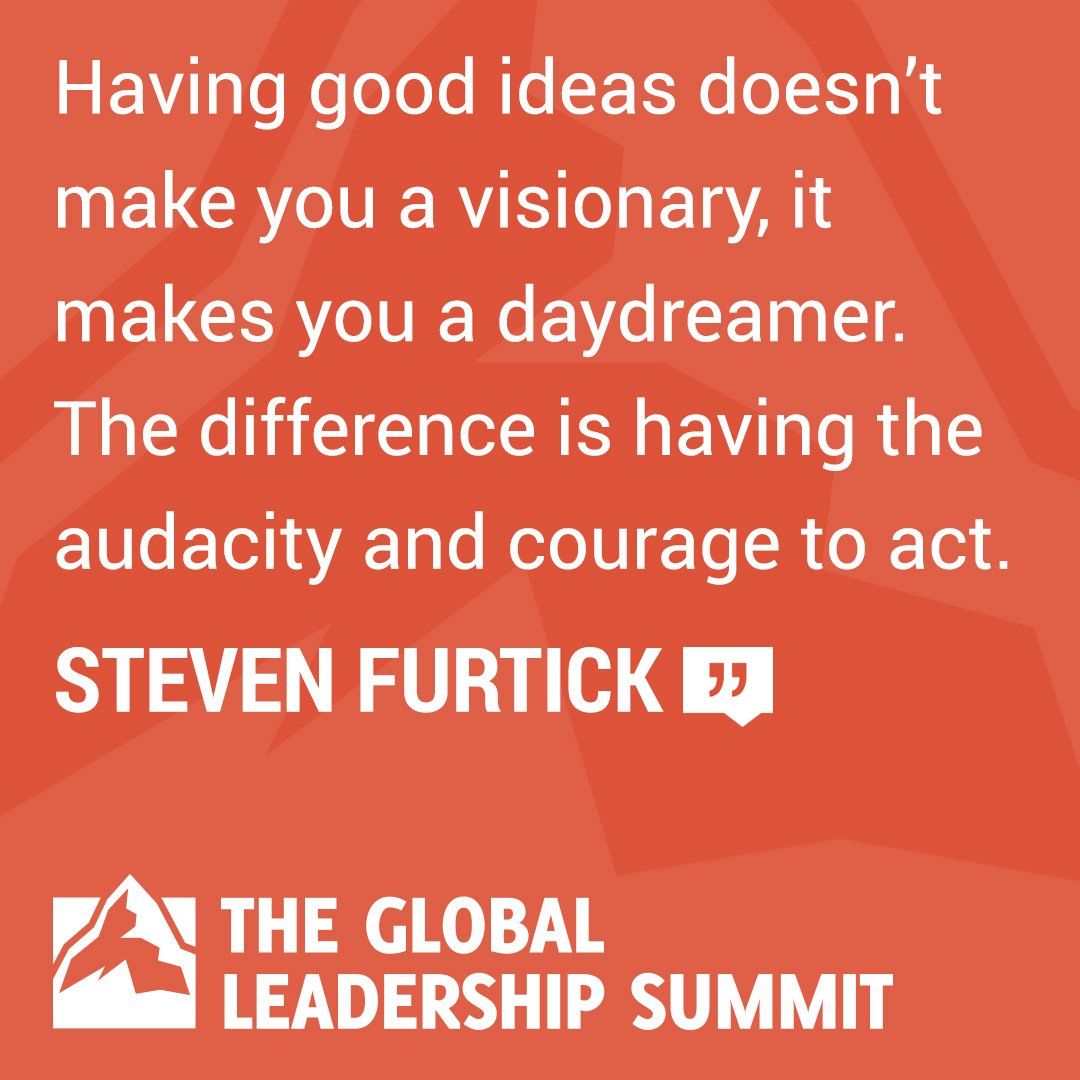 Having good ideas doesn’t
make you a visionary, it
makes you a daydreamer.
The difference is having the
audacity and courage to act.
STEVEN FURTICK ”
THE GLOBAL
LEADERSHIP SUMMIT